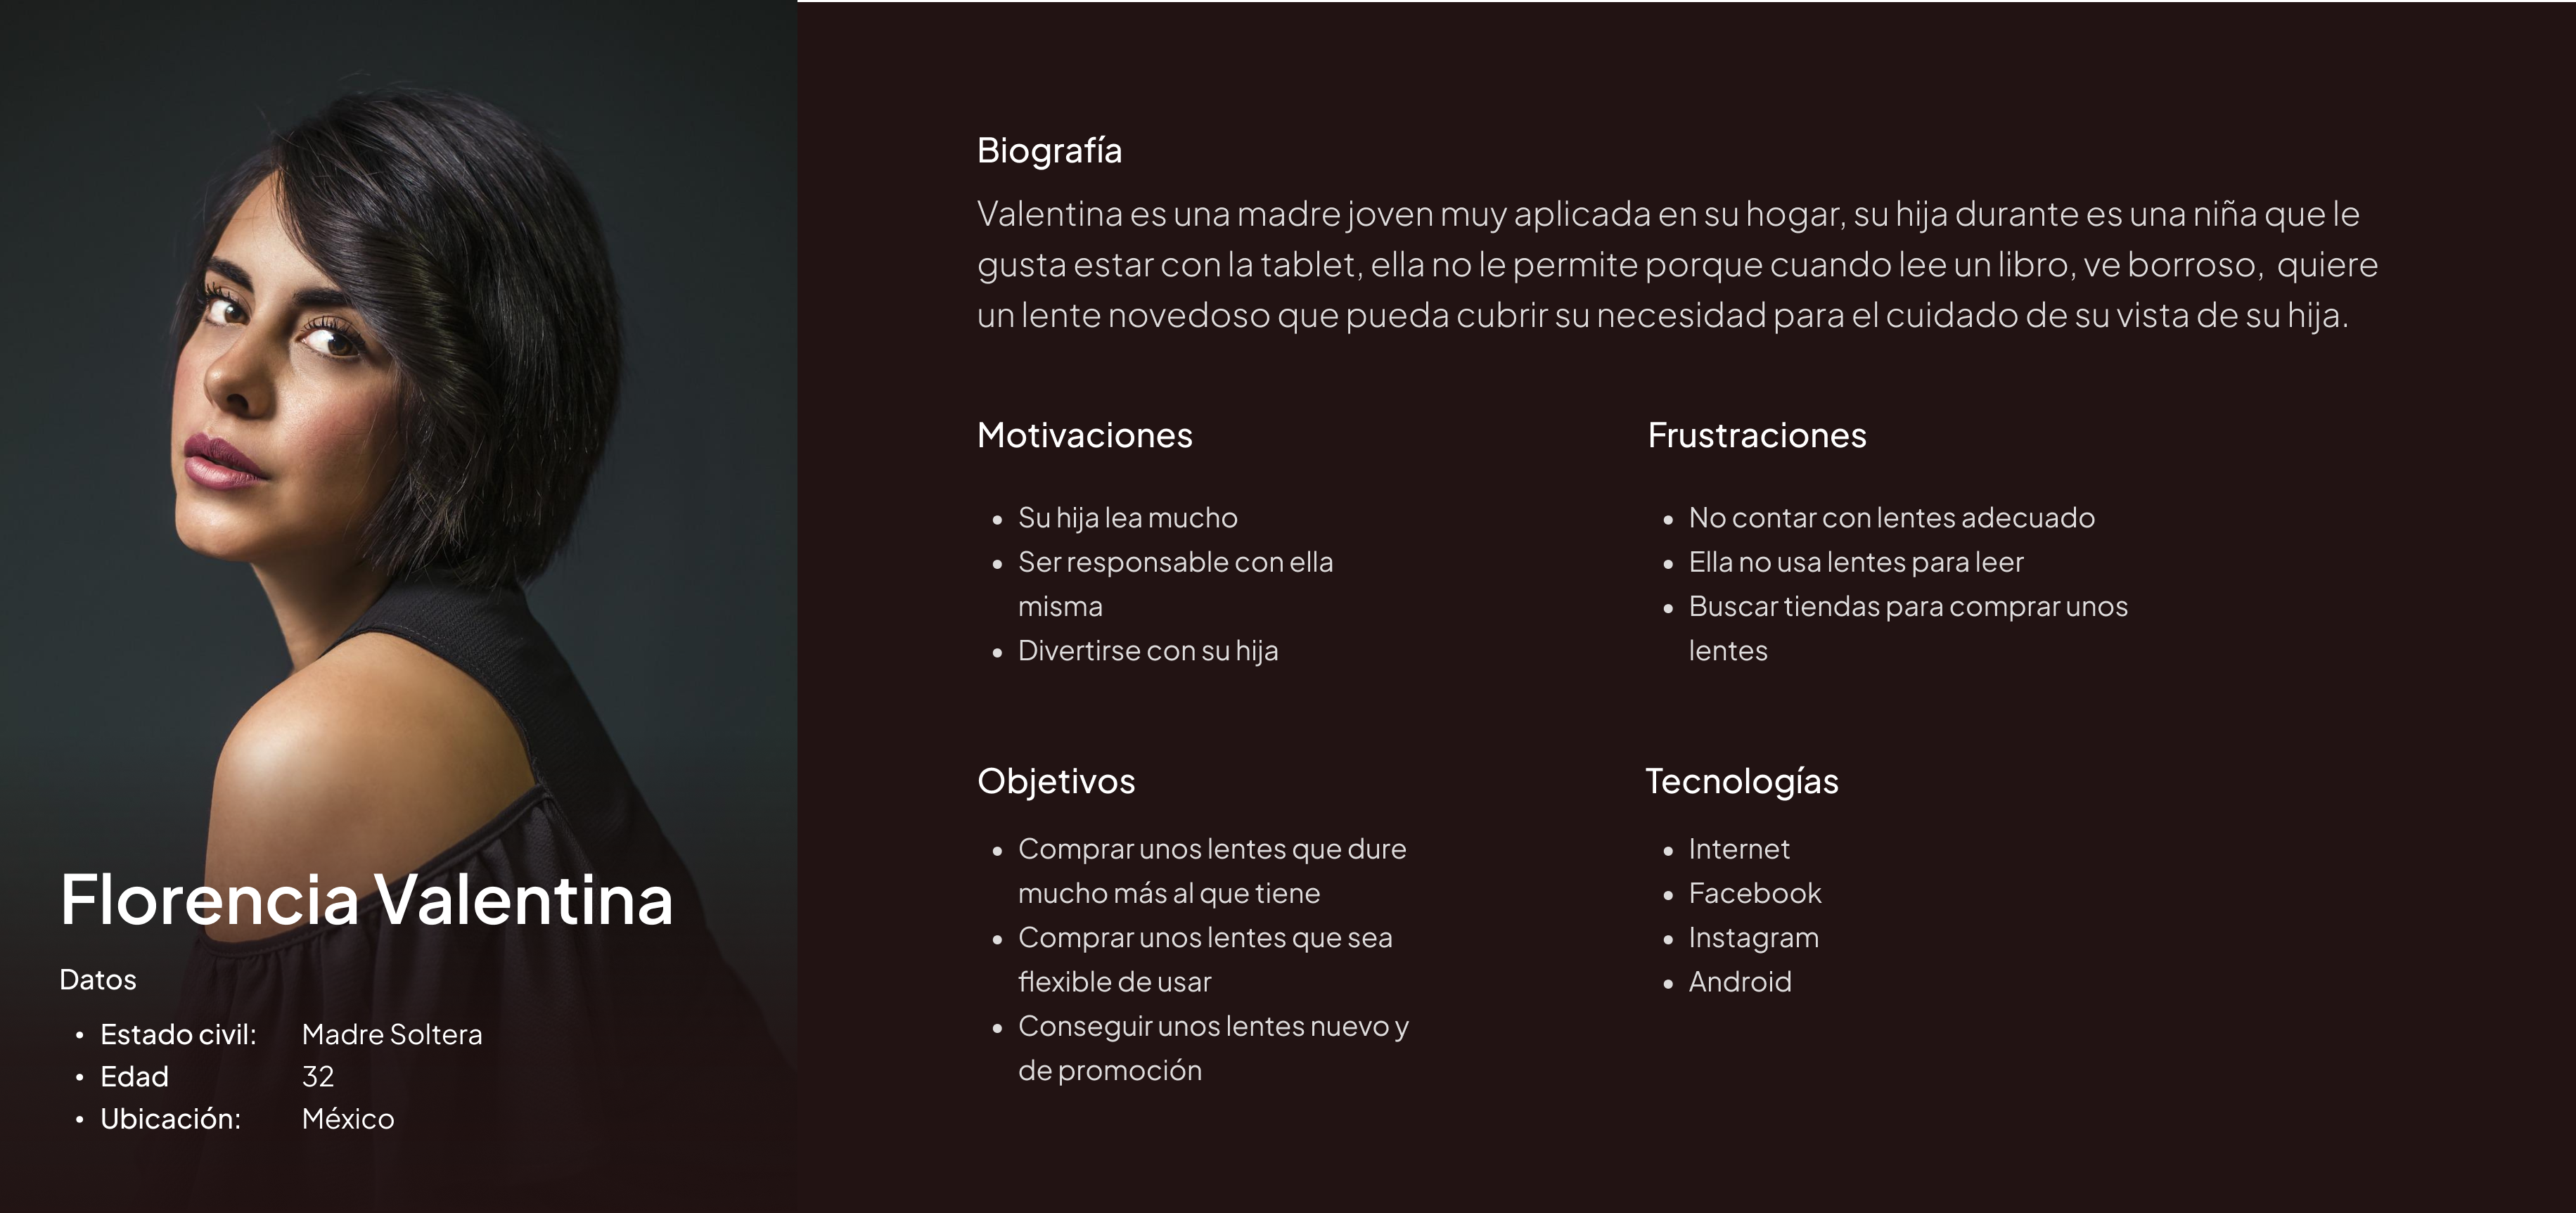 Florencia Valentina
Datos
• Estado civil: Madre Soltera
• Edad 32
• Ubicación: México
Biografía
Valentina es una madre joven muy aplicada en su hogar, su hija durante es una niña que le
gusta estar con la tablet, ella no le permite porque cuando lee un libro, ve borroso,  quiere
un lente novedoso que pueda cubrir su necesidad para el cuidado de su vista de su hija.
Motivaciones
• Su hija lea mucho
• Ser responsable con ella
misma
• Divertirse con su hija
Frustraciones
• No contar con lentes adecuado
• Ella no usa lentes para leer
• Buscar tiendas para comprar unos
lentes
Objetivos
• Comprar unos lentes que dure
mucho más al que tiene
• Comprar unos lentes que sea
flexible de usar
• Conseguir unos lentes nuevo y
de promoción
Tecnologías
• Internet
• Facebook
• Instagram
• Android